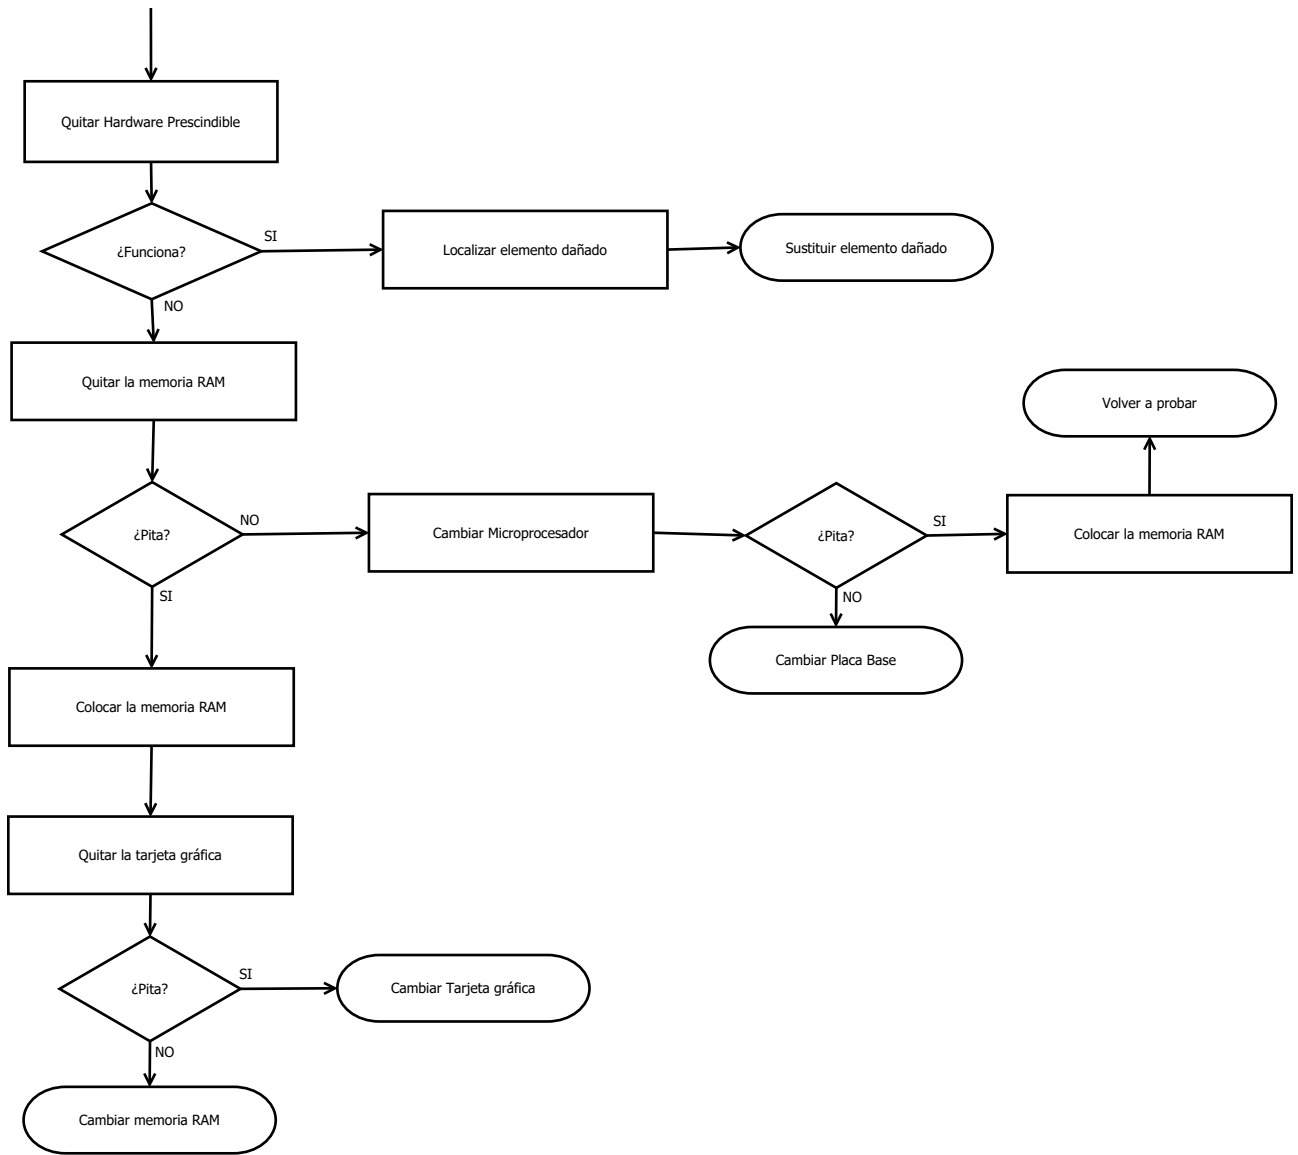 Quitar Hardware Prescindible
¿Funciona?
SI
Localizar elemento dañado
Sustituir elemento dañado
NO
Quitar la memoria RAM
Volver a probar
¿Pita?
NO
Cambiar Microprocesador
¿Pita?
SI
Colocar la memoria RAM
SI
NO
Cambiar Placa Base
Colocar la memoria RAM
Quitar la tarjeta gráfica
¿Pita?
SI
Cambiar Tarjeta gráfica
NO
Cambiar memoria RAM